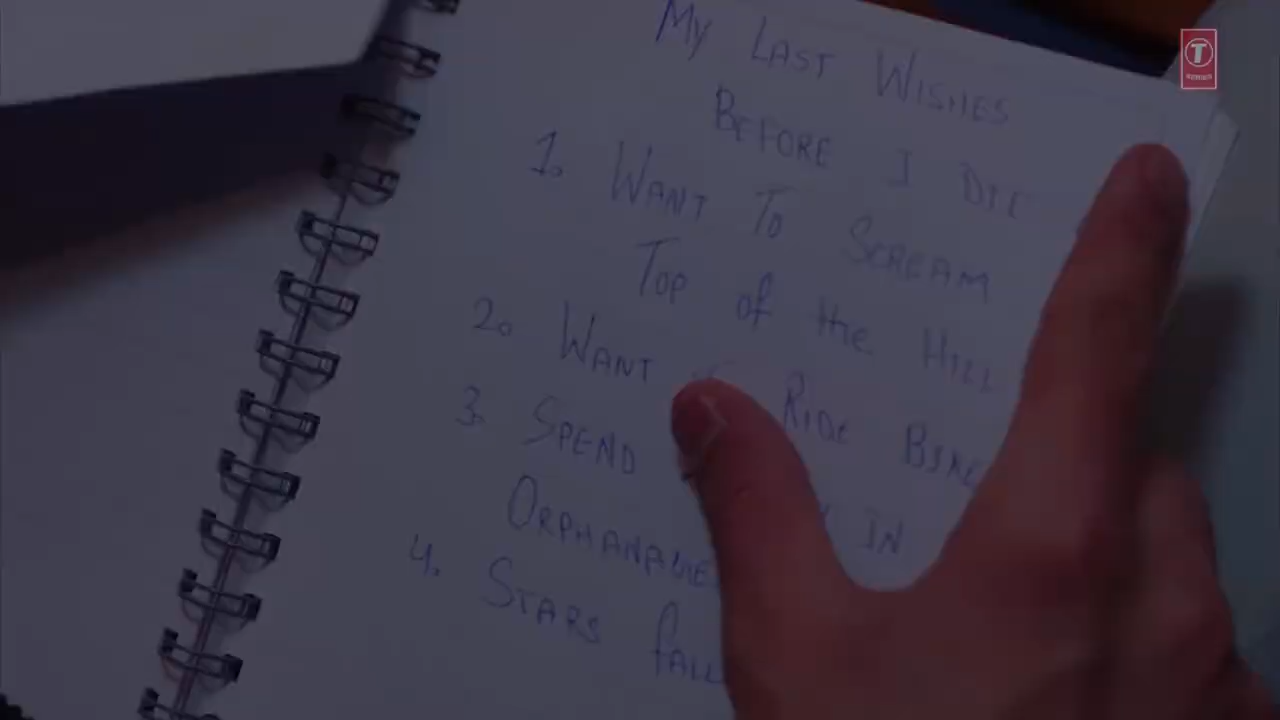 My LAST WISHES
BEFORE I DIE
1. WANT TO SCREAM
TOP of the HILL
2. WANT RIDE BIKE
3. SPEND IN
ORPHANAGE
4. STARS fALL
T